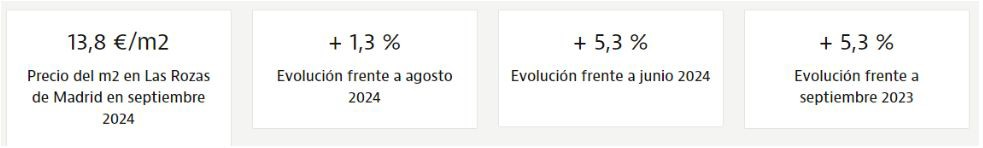 13,8 €/m2
Precio del m2 en Las Rozas
de Madrid en septiembre
2024
+ 1,3 %
Evolución frente a agosto
2024
+ 5,3 %
Evolución frente a junio 2024
+ 5,3 %
Evolución frente a
septiembre 2023